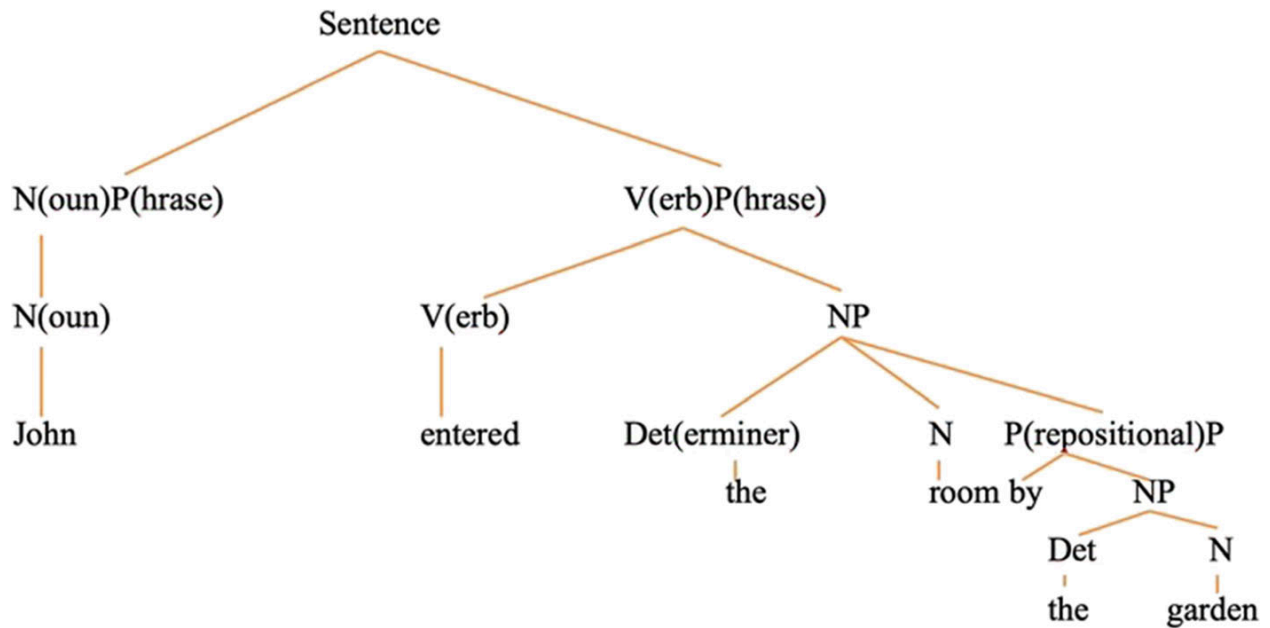 Sentence
N(oun)P(hrase) V(erb)P(hrase)
N(oun) V(erb) NP
John entered Det(erminer) N P(repositional)P
the room by NP
Det N
the garden